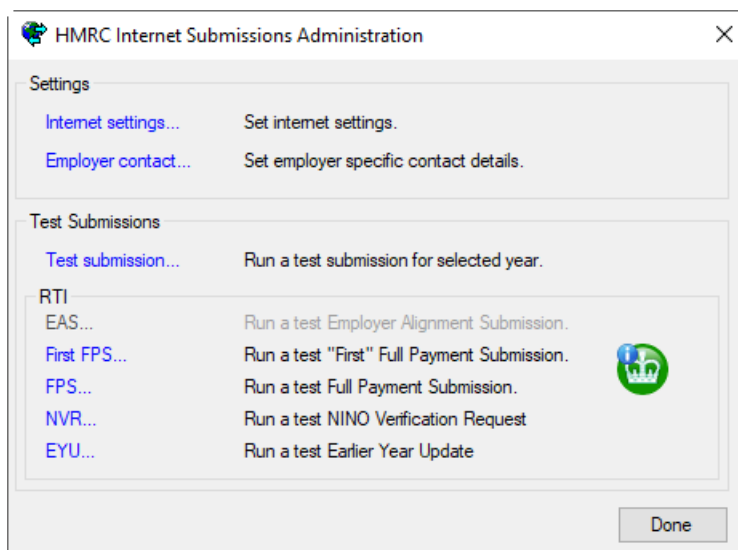 HMRC Internet Submissions Administration
Settings
Internet settings... Set internet settings.
Employer contact... Set employer specific contact details.
Test Submissions
Test submission... Run a test submission for selected year.
RTI
EAS... Run a test Employer Alignment Submission.
First FPS... Run a test "First" Full Payment Submission.
FPS... Run a test Full Payment Submission.
NVR... Run a test NINO Verification Request
EYU... Run a test Earlier Year Update
Done